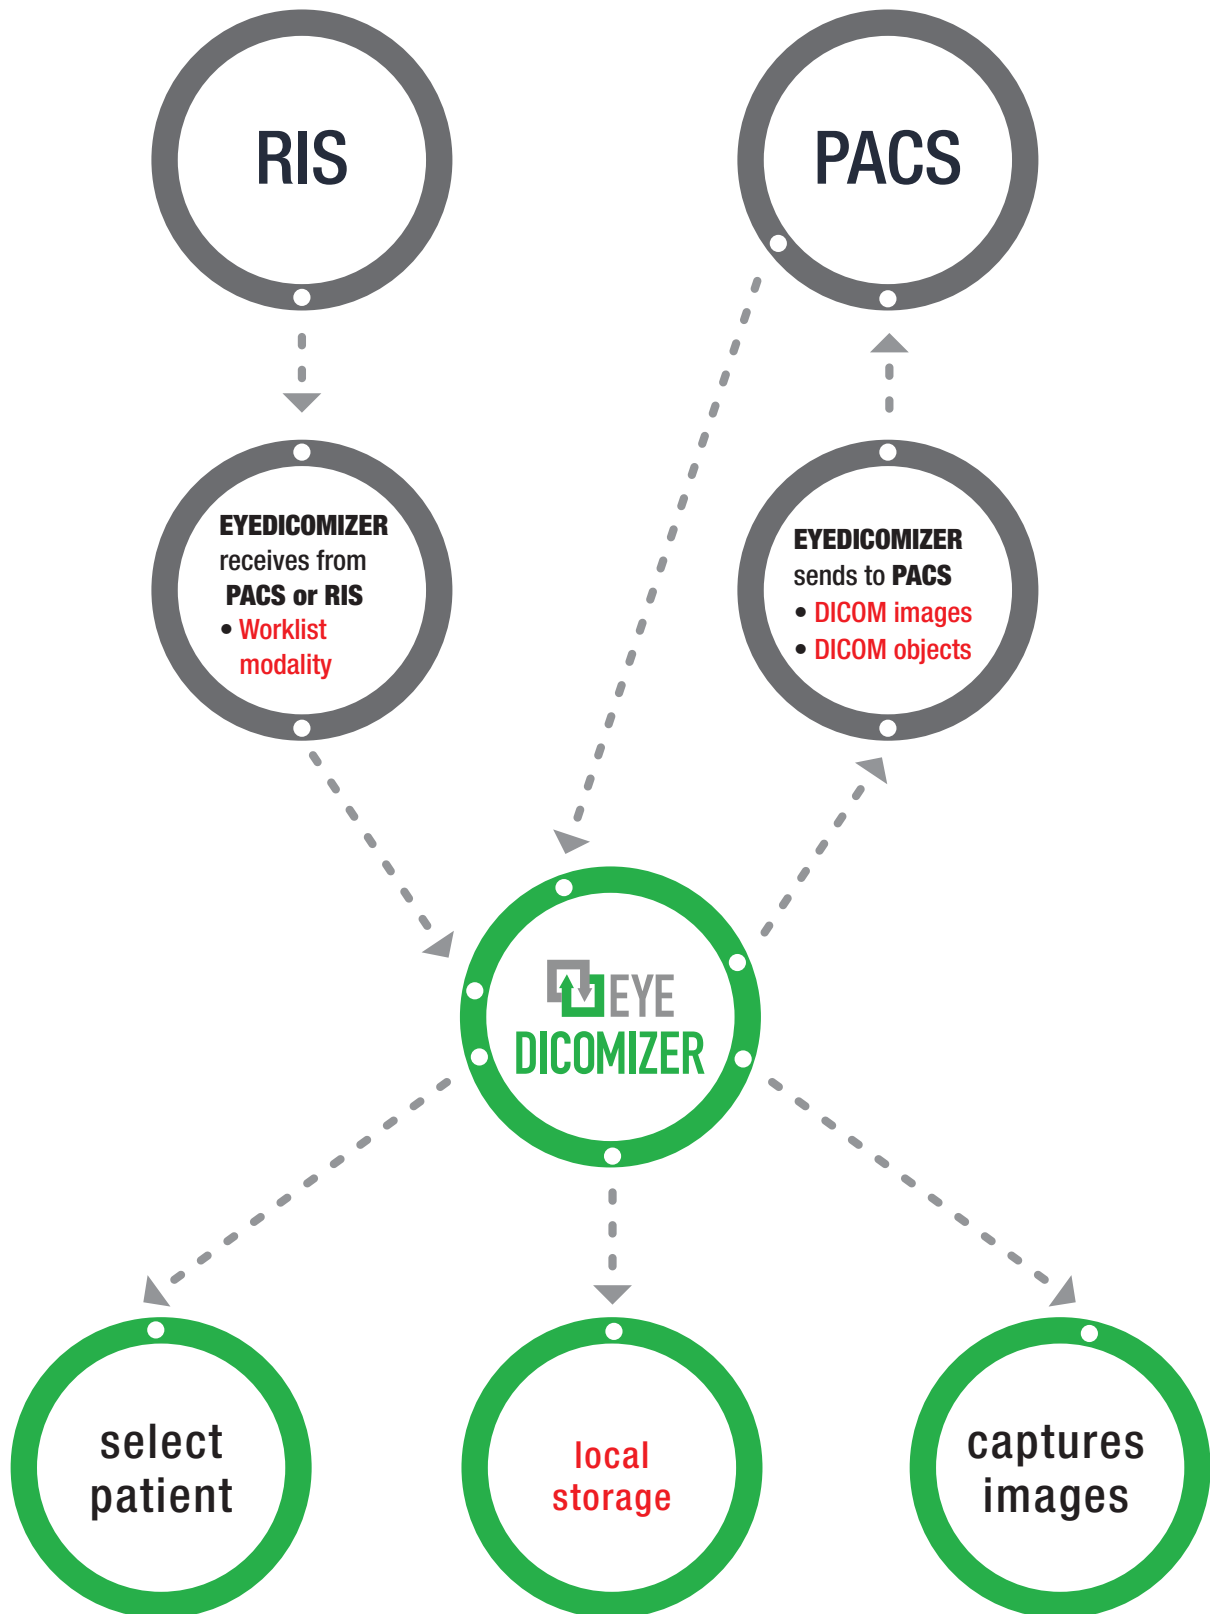 RIS
PACS
EYEDICOMIZER
receives from
PACS or RIS
• Worklist
modality
EYEDICOMIZER
sends to PACS
• DICOM images
• DICOM objects
EYE
DICOMIZER
select
patient
local
storage
captures
images